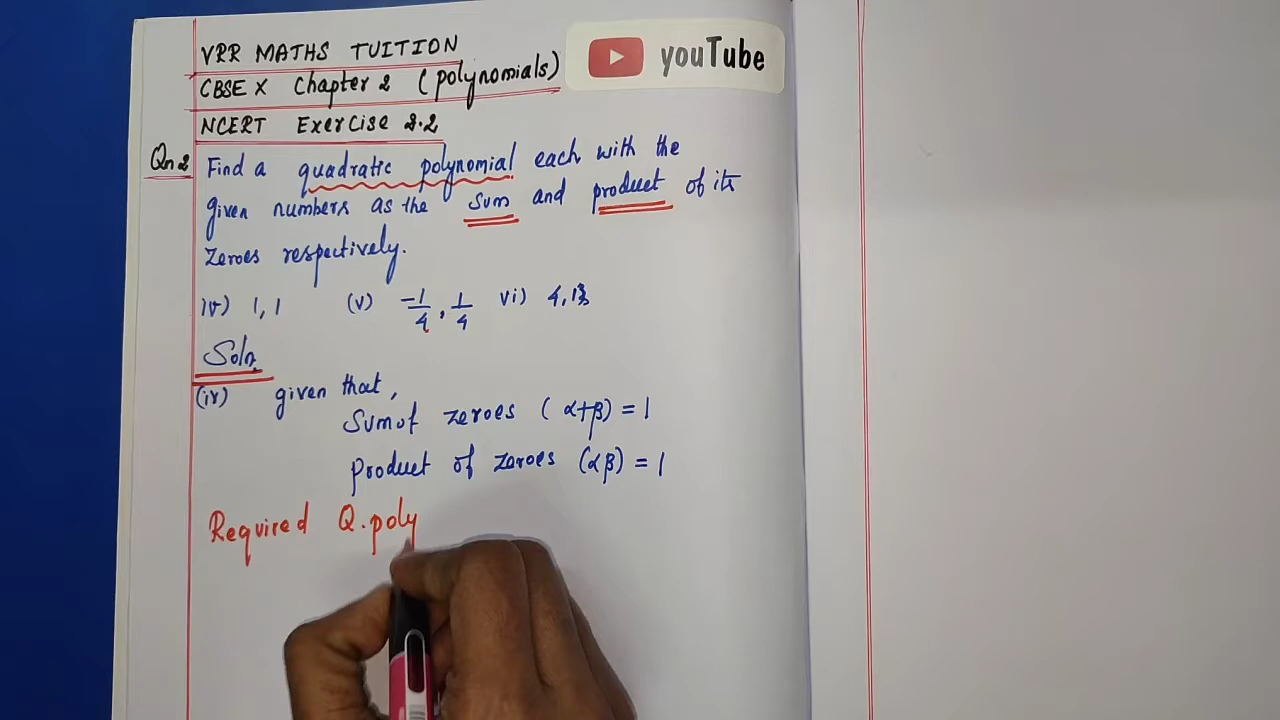 VRR MATHS TUITION
YouTube
CBSE X Chapter 2 (polynomials)
NCERT Exercise 2.2
Qn 2 Find a quadratic polynomial each with the
given numbers as the sum and product of its
zeroes respectively.
iv) 1, 1 (v) -1/4, 1/4 vi) 4, 1
Soln
(iv) given that,
Sum of zeroes (α+β) = 1
product of zeroes (αβ) = 1
Required Q.poly